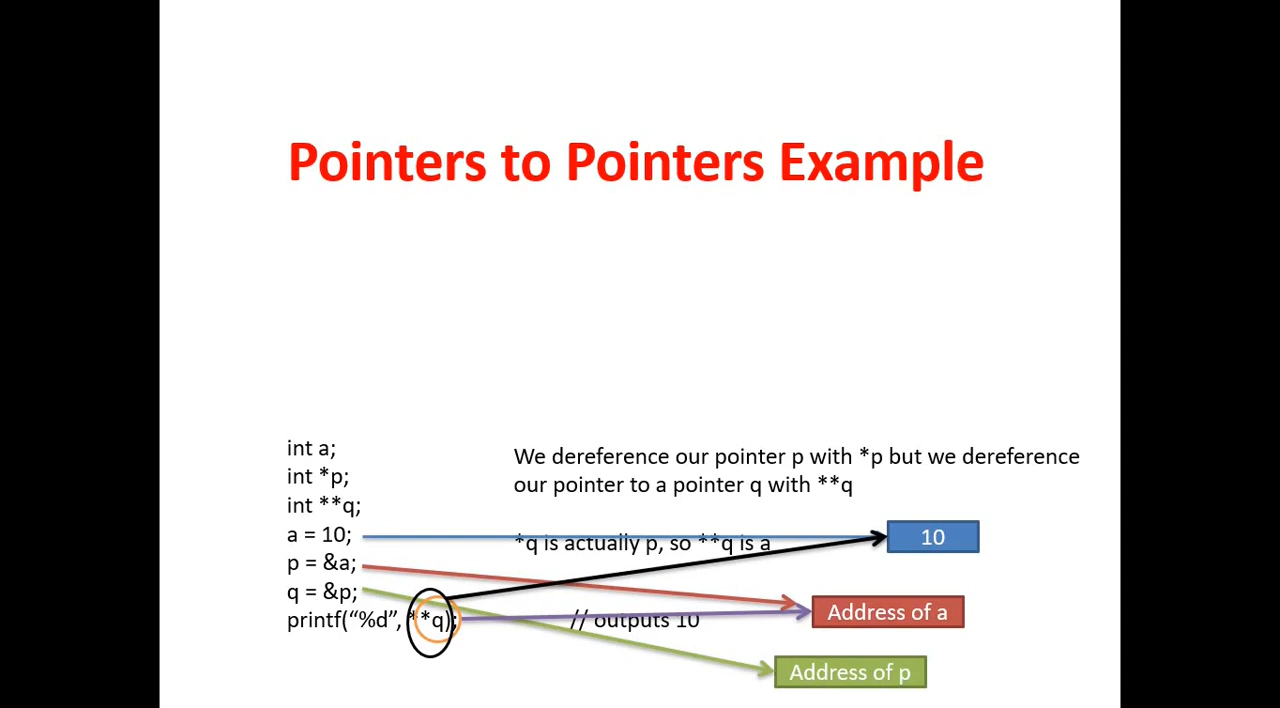 Pointers to Pointers Example
int a;
int *p;
int **q;
a = 10;
p = &a;
q = &p;
printf(“%d”, **q);
// outputs 10
We dereference our pointer p with *p but we dereference
our pointer to a pointer q with **q
*q is actually p, so **q is a
10
Address of a
Address of p